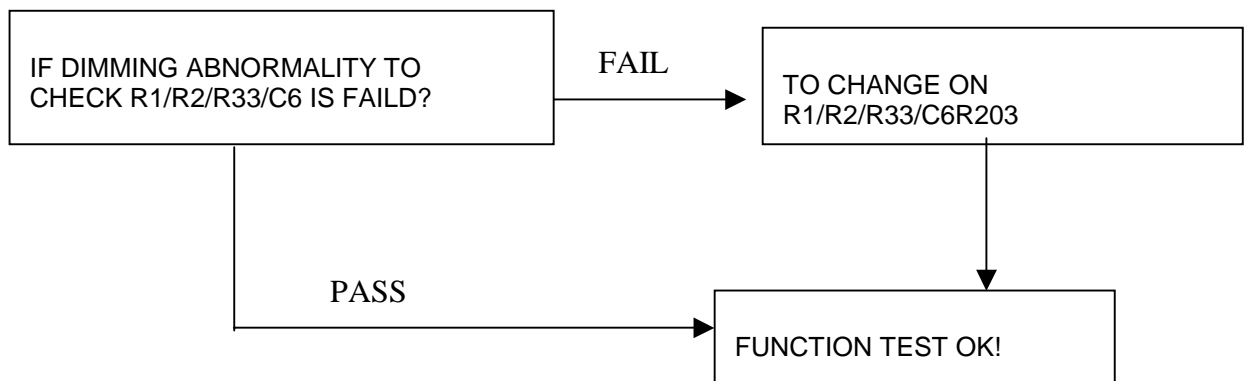 IF DIMMING ABNORMALITY TO
CHECK R1/R2/R33/C6 IS FAILD?
FAIL
TO CHANGE ON
R1/R2/R33/C6R203
PASS
FUNCTION TEST OK!